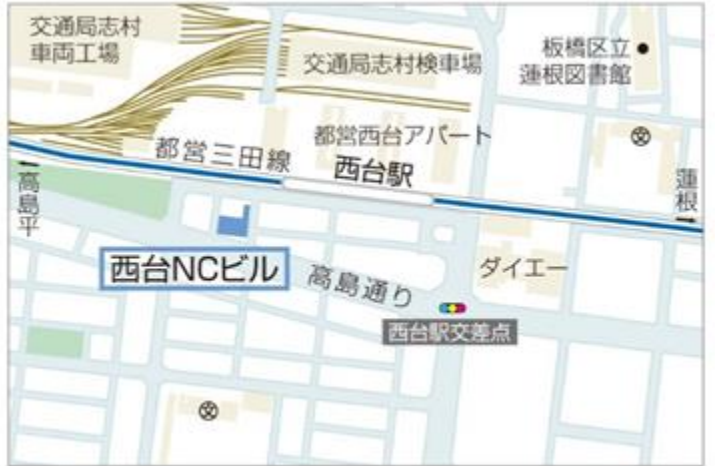 交通局志村
車両工場
交通局志村検車場
板橋区立
蓮根図書館
都営西台アパート
都営三田線
西台駅
←高島平
蓮根→
西台NCビル
高島通り
ダイエー
西台駅交差点
文
文